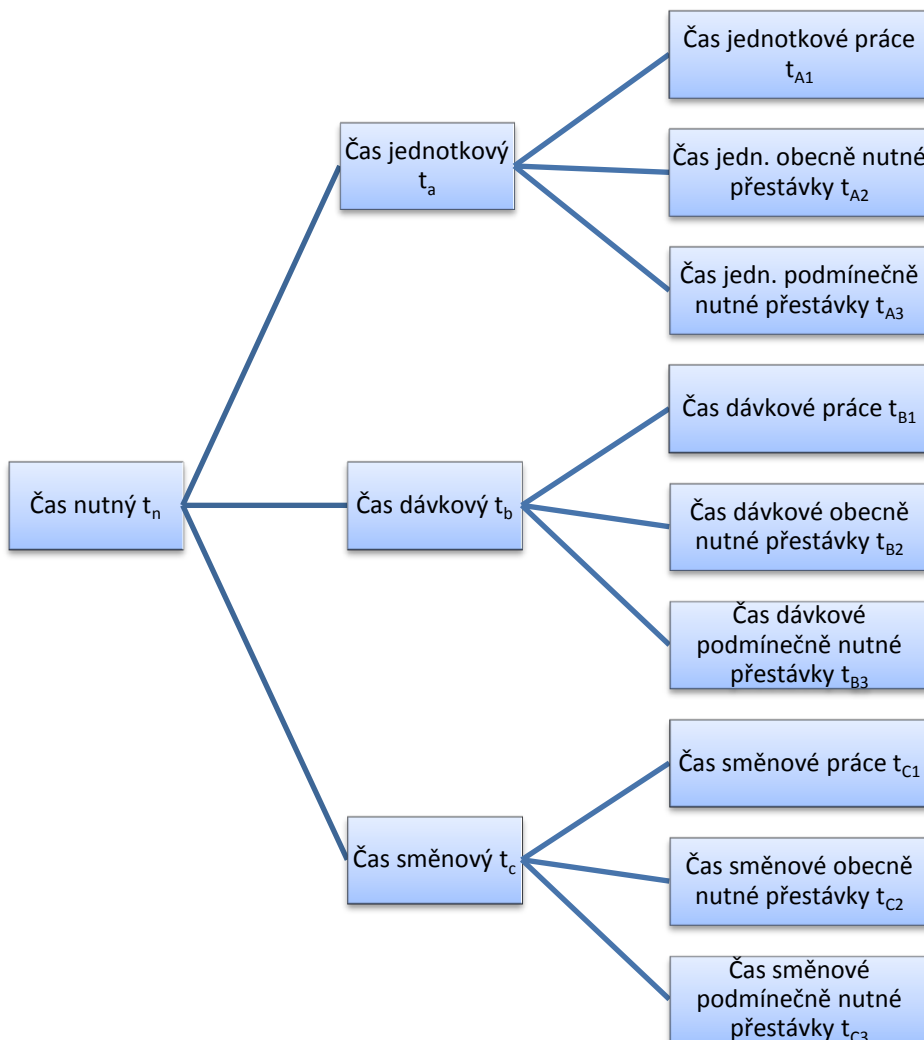 Čas nutný tn
Čas jednotkový
ta
Čas jednotkové práce
tA1
Čas jedn. obecně nutné
přestávky tA2
Čas jedn. podmínečně
nutné přestávky tA3
Čas dávkový tb
Čas dávkové práce tB1
Čas dávkové obecně
nutné přestávky tB2
Čas dávkové
podmínečně nutné
přestávky tB3
Čas směnový tc
Čas směnové práce tC1
Čas směnové obecně
nutné přestávky tC2
Čas směnové
podmínečně nutné
přestávky tC3